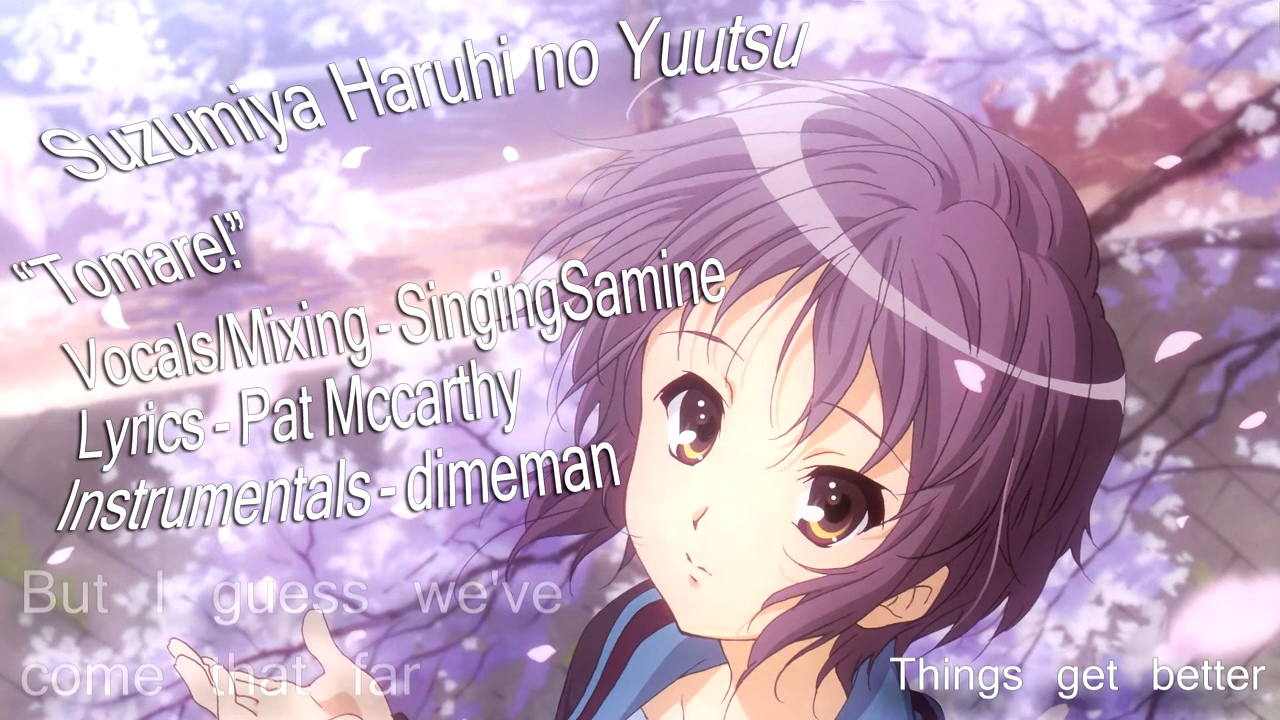 Suzumiya Haruhi no Yuutsu
“Tomare!”
Vocals/Mixing - SingingSamine
Lyrics - Pat Mccarthy
Instrumentals - dimeman
But I guess we've
come that far
Things get better